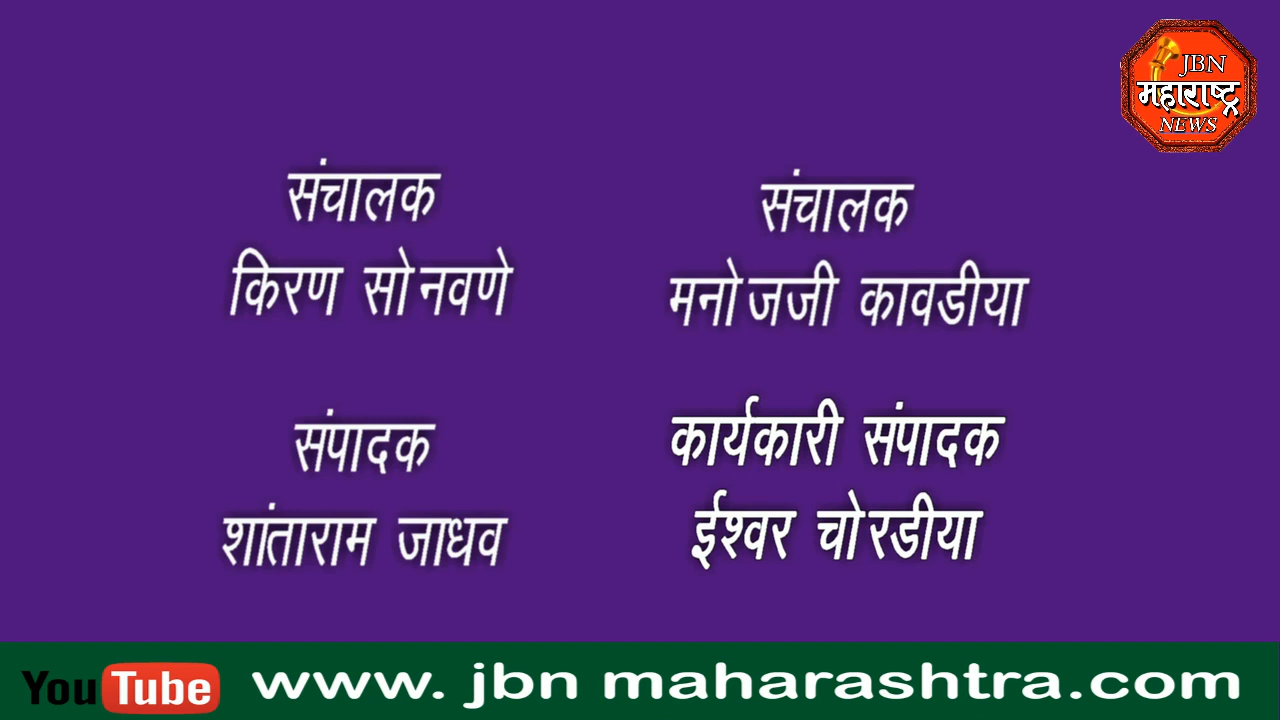 JBN
महाराष्ट्र
NEWS
संचालक
किरण सोनवणे
संचालक
मनोजजी कावडीया
संपादक
शांताराम जाधव
कार्यकारी संपादक
ईश्वर चोरडीया
YouTube www. jbn maharashtra.com